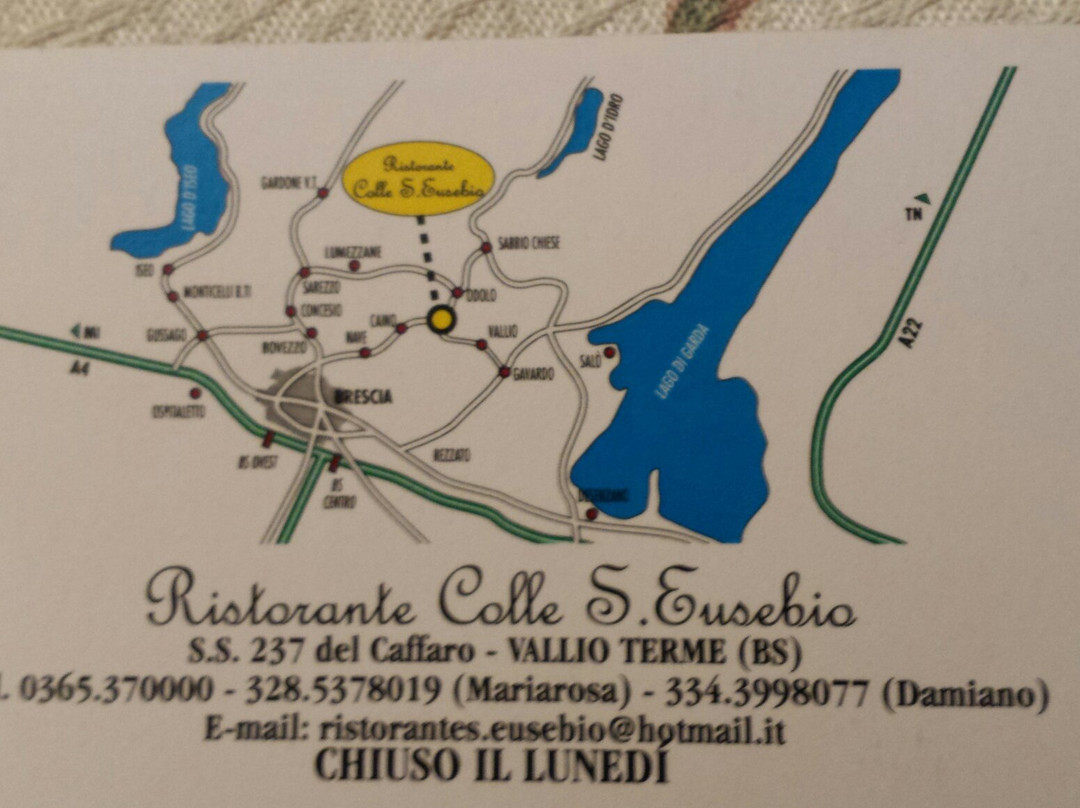 LAGO D'IDRO
Ristorante
Colle S.Eusebio
GARDONE V.T.
LAGO D'ISEO
TN
SABBIO CHIESE
LUMEZZANE
ISEO
SAREZZO
MONTICELLI B.TI
ODOLO
CONCESIO
CAINO
MI
GUSSAGO
NAVE
VALLIO
A22
BOVEZZO
SALÒ
LAGO DI GARDA
A4
GAVARDO
BRESCIA
OSPITALETTO
REZZATO
BS OVEST
BS
CENTRO
DESENZANO
Ristorante Colle S.Eusebio
S.S. 237 del Caffaro - VALLIO TERME (BS)
l. 0365.370000 - 328.5378019 (Mariarosa) - 334.3998077 (Damiano)
E-mail: ristorantes.eusebio@hotmail.it
CHIUSO IL LUNEDÍ